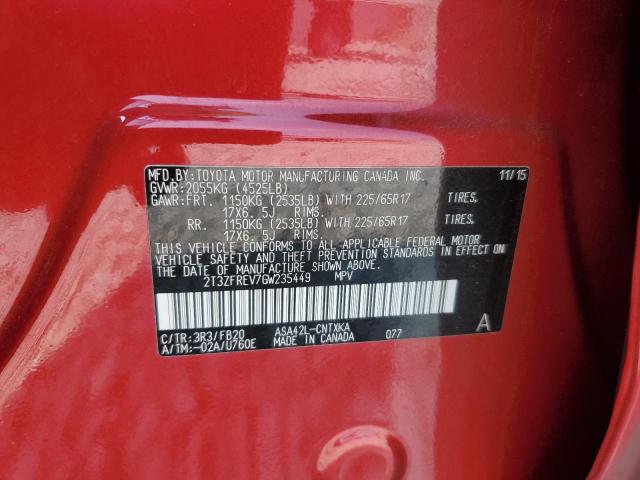 MFD.BY:TOYOTA MOTOR MANUFACTURING CANADA INC. 11/15
GVWR:2055KG (4525LB)
GAWR:FRT. 1150KG (2535LB) WITH 225/65R17 TIRES.
17X6. 5J RIMS.
RR. 1150KG (2535LB) WITH 225/65R17 TIRES.
17X6. 5J RIMS.
THIS VEHICLE CONFORMS TO ALL APPLICABLE FEDERAL MOTOR
VEHICLE SAFETY AND THEFT PREVENTION STANDARDS IN EFFECT ON
THE DATE OF MANUFACTURE SHOWN ABOVE.
2T3ZFREV7GW235449 MPV
C/TR:3R3/FB20 ASA42L-CNTXKA 077 A
A/TM:-02A/U760E MADE IN CANADA